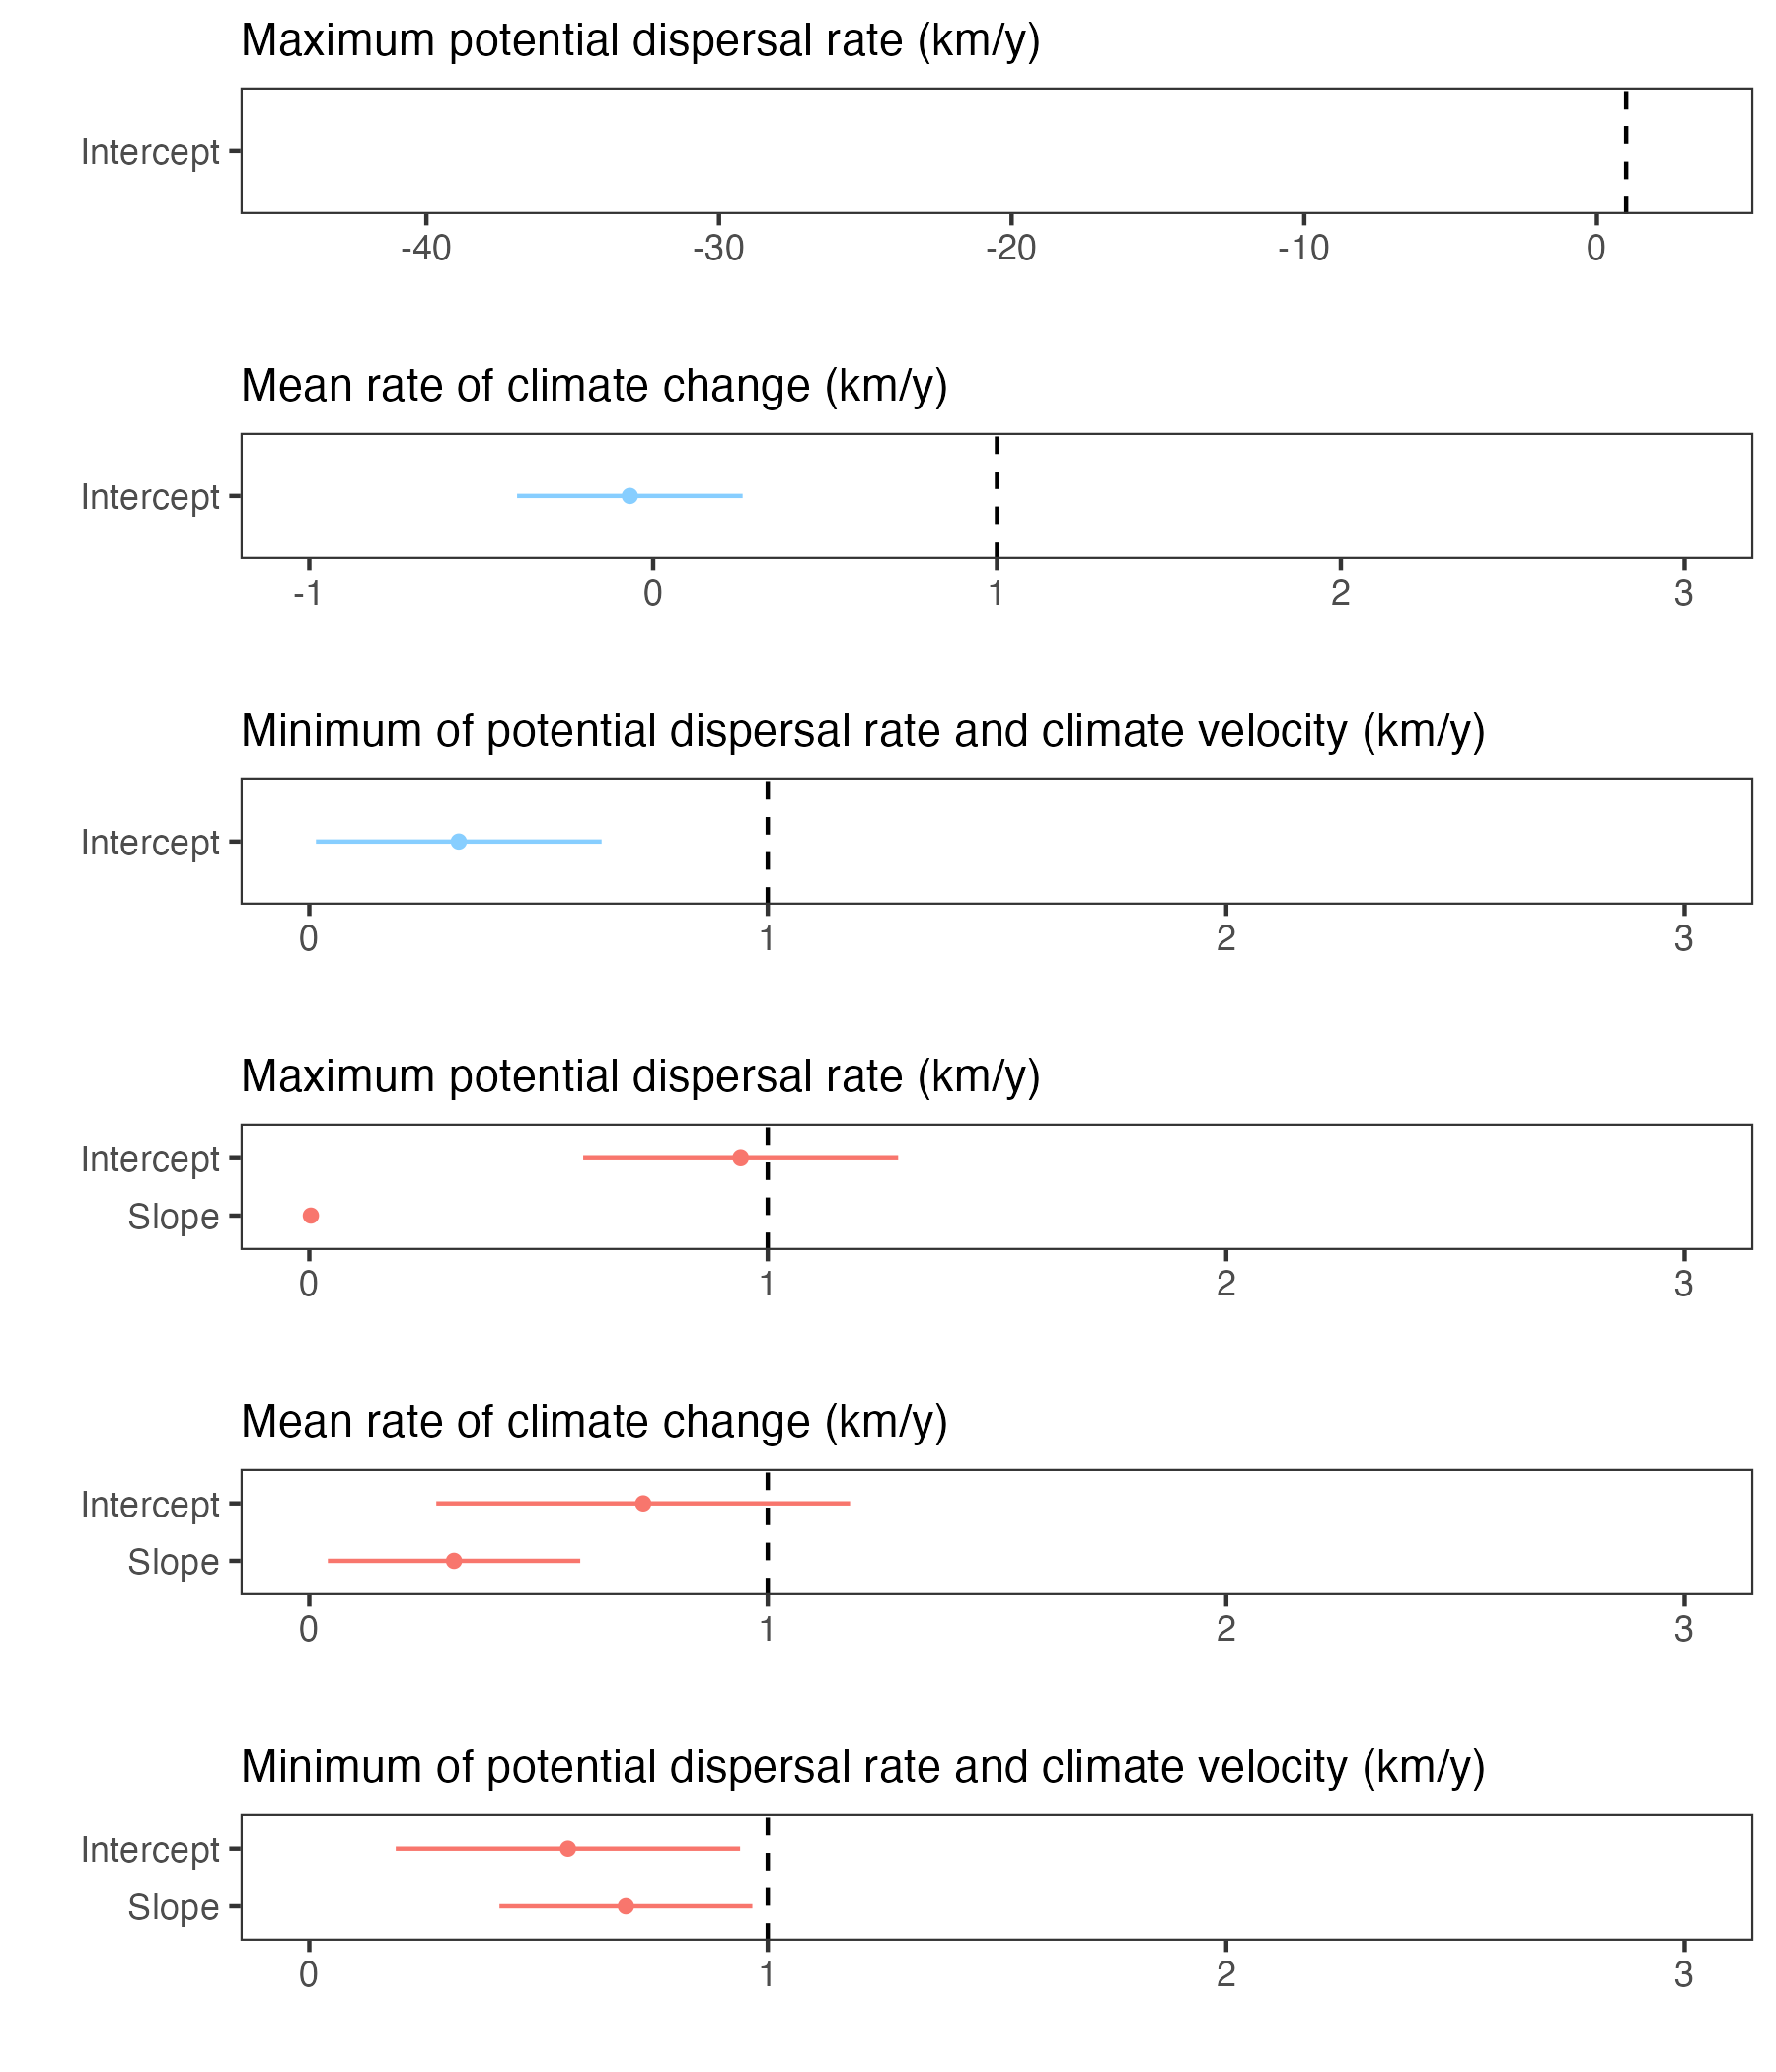 Maximum potential dispersal rate (km/y)
Intercept
-40 -30 -20 -10 0
Mean rate of climate change (km/y)
Intercept
-1 0 1 2 3
Minimum of potential dispersal rate and climate velocity (km/y)
Intercept
0 1 2 3
Maximum potential dispersal rate (km/y)
Intercept
Slope
0 1 2 3
Mean rate of climate change (km/y)
Intercept
Slope
0 1 2 3
Minimum of potential dispersal rate and climate velocity (km/y)
Intercept
Slope
0 1 2 3